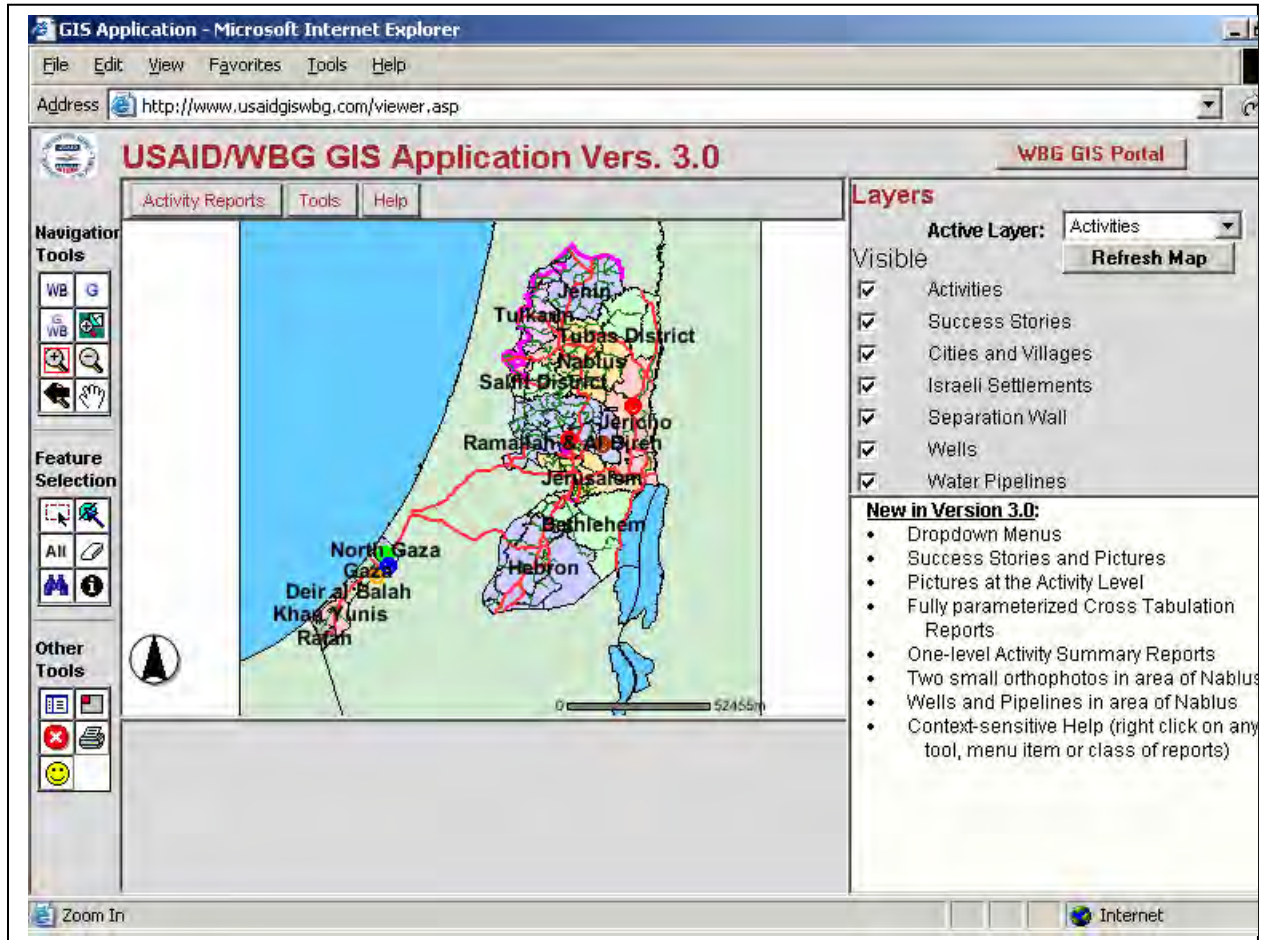 GIS Application - Microsoft Internet Explorer
File Edit View Favorites Tools Help
Address http://www.usaidgiswbg.com/viewer.asp
USAID/WBG GIS Application Vers. 3.0
WBG GIS Portal
Activity Reports Tools Help
Navigation
Tools
WB G
G
WB
Feature
Selection
All
Other
Tools
Jenin
Tulkarm
Tubas District
Nablus
Salfit District
Jericho
Ramallah & Al Bireh
Jerusalem
Bethlehem
Hebron
North Gaza
Gaza
Deir al Balah
Khan Yunis
Rafah
0 52455m
Layers
Active Layer: Activities
Visible Refresh Map
Activities
Success Stories
Cities and Villages
Israeli Settlements
Separation Wall
Wells
Water Pipelines
New in Version 3.0:
• Dropdown Menus
• Success Stories and Pictures
• Pictures at the Activity Level
• Fully parameterized Cross Tabulation
Reports
• One-level Activity Summary Reports
• Two small orthophotos in area of Nablus
• Wells and Pipelines in area of Nablus
• Context-sensitive Help (right click on any
tool, menu item or class of reports)
Zoom In
Internet